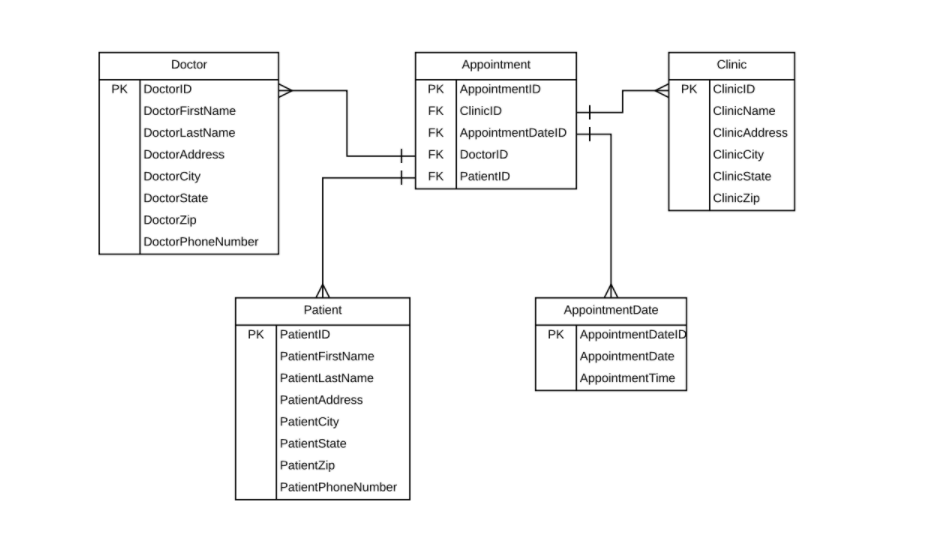 Doctor
PK DoctorID
DoctorFirstName
DoctorLastName
DoctorAddress
DoctorCity
DoctorState
DoctorZip
DoctorPhoneNumber
Appointment
PK AppointmentID
FK ClinicID
FK AppointmentDateID
FK DoctorID
FK PatientID
Clinic
PK ClinicID
ClinicName
ClinicAddress
ClinicCity
ClinicState
ClinicZip
Patient
PK PatientID
PatientFirstName
PatientLastName
PatientAddress
PatientCity
PatientState
PatientZip
PatientPhoneNumber
AppointmentDate
PK AppointmentDateID
AppointmentDate
AppointmentTime